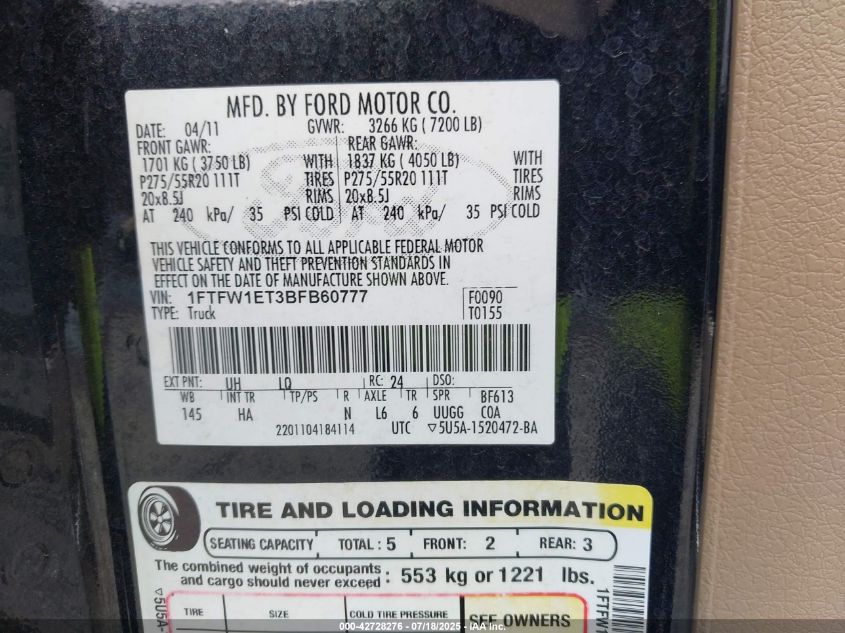 MFD. BY FORD MOTOR CO.
DATE: 04/11 GVWR: 3266 KG ( 7200 LB)
FRONT GAWR: REAR GAWR:
1701 KG ( 3750 LB) WITH 1837 KG ( 4050 LB) WITH
P275/55R20 111T TIRES P275/55R20 111T TIRES
20x8.5J RIMS 20x8.5J RIMS
AT 240 kPa/ 35 PSI COLD AT 240 kPa/ 35 PSI COLD
THIS VEHICLE CONFORMS TO ALL APPLICABLE FEDERAL MOTOR
VEHICLE SAFETY AND THEFT PREVENTION STANDARDS IN
EFFECT ON THE DATE OF MANUFACTURE SHOWN ABOVE.
VIN: 1FTFW1ET3BFB60777 F0090
TYPE: Truck T0155
EXT PNT: UH LQ RC: 24 DSO:
WB INT TR TP/PS R AXLE TR SPR BF613
145 HA N L6 6 UUGG COA
2201104184114 UTC ▽5U5A-1520472-BA
TIRE AND LOADING INFORMATION
SEATING CAPACITY TOTAL : 5 FRONT: 2 REAR: 3
The combined weight of occupants
and cargo should never exceed : 553 kg or 1221 lbs.
TIRE SIZE COLD TIRE PRESSURE SEE OWNERS
▽5U5A-
1FTFW1
000-42728276 - 07/18/2025 - IAAI.com